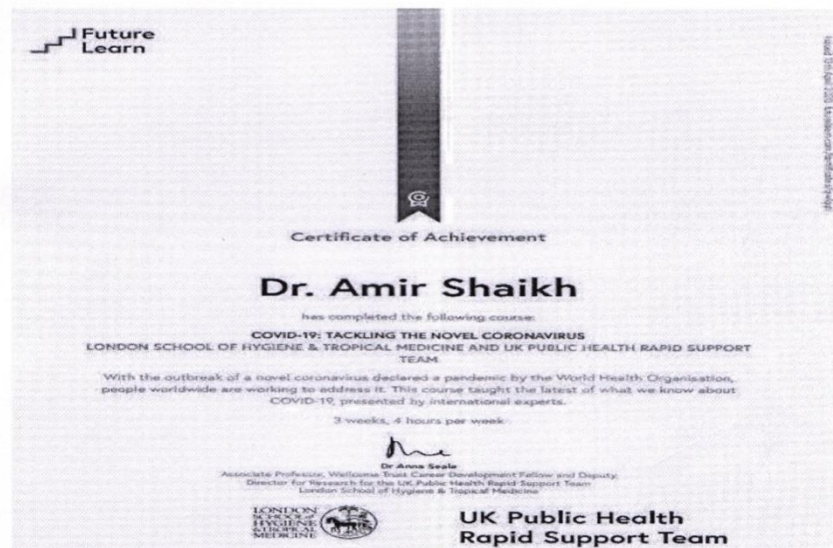 Future
Learn
Certificate of Achievement
Dr. Amir Shaikh
has completed the following course:
COVID-19: TACKLING THE NOVEL CORONAVIRUS
LONDON SCHOOL OF HYGIENE & TROPICAL MEDICINE AND UK PUBLIC HEALTH RAPID SUPPORT
TEAM
With the outbreak of a novel coronavirus declared a pandemic by the World Health Organisation,
people worldwide are working to address it. This course taught the latest of what we know about
COVID-19, presented by international experts.
3 weeks, 4 hours per week
Dr Anna Seale
Associate Professor, Wellcome Trust Career Development Fellow and Deputy
Director for Research for the UK Public Health Rapid Support Team
London School of Hygiene & Tropical Medicine
LONDON
SCHOOL of
HYGIENE
& TROPICAL
MEDICINE
UK Public Health
Rapid Support Team